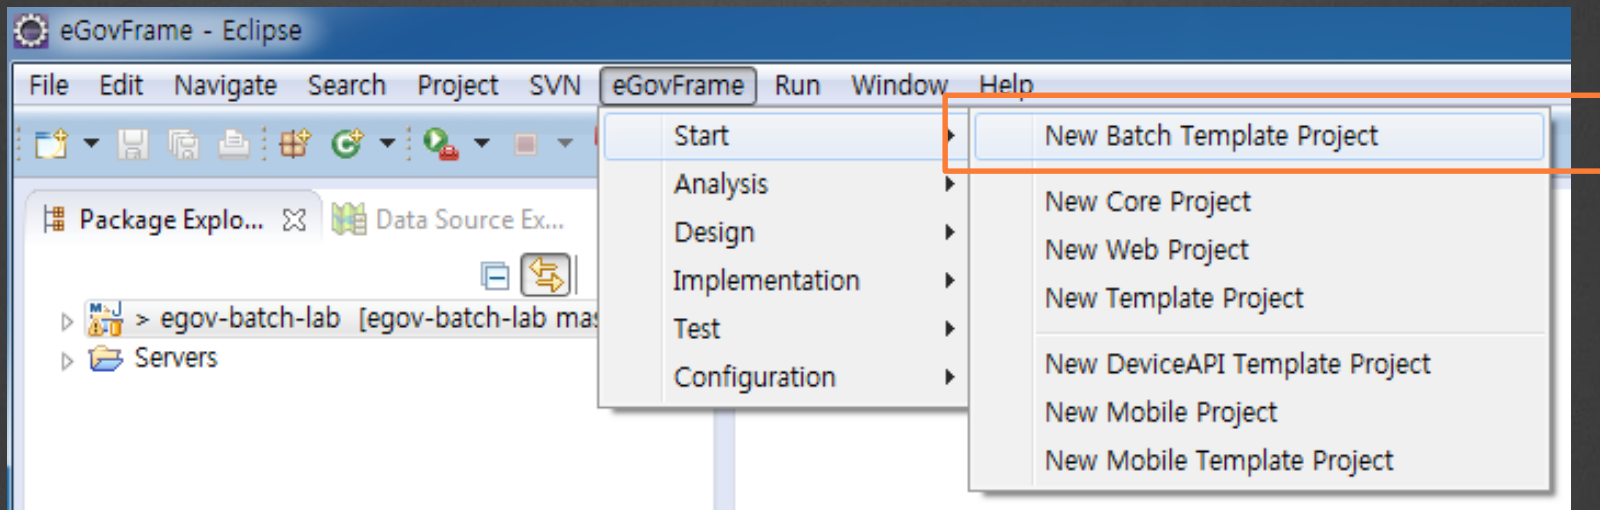 eGovFrame - Eclipse
File Edit Navigate Search Project SVN eGovFrame Run Window Help
Start
Analysis
Design
Implementation
Test
Configuration
New Batch Template Project
New Core Project
New Web Project
New Template Project
New DeviceAPI Template Project
New Mobile Project
New Mobile Template Project
Package Explo... Data Source Ex...
> egov-batch-lab [egov-batch-lab mas
Servers